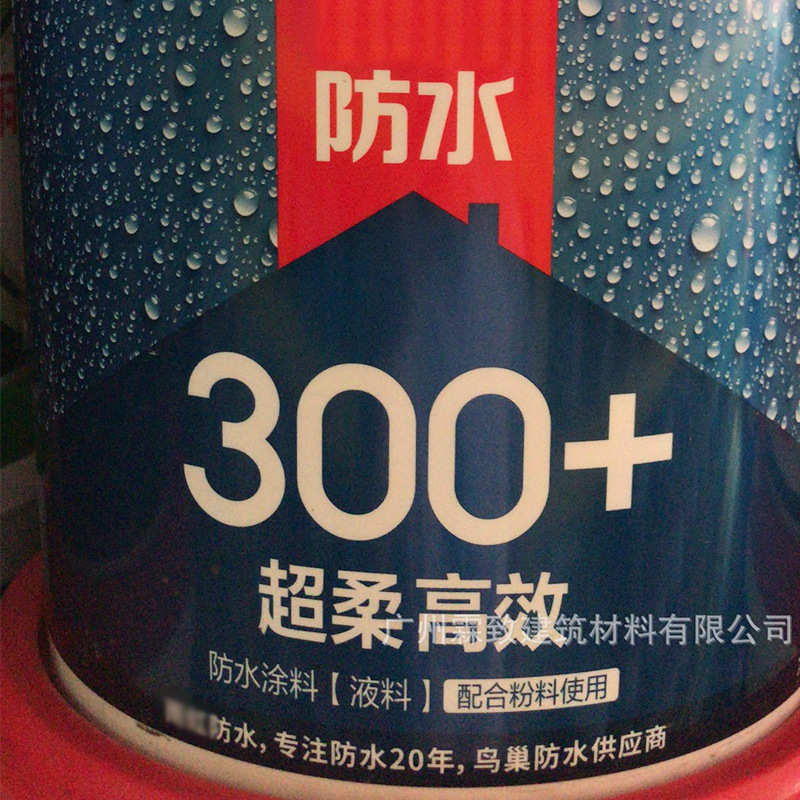 防水
300+
超柔高效
广州霖致建筑材料有限公司
防水涂料【液料】 配合粉料使用
防水,专注防水20年,鸟巢防水供应商